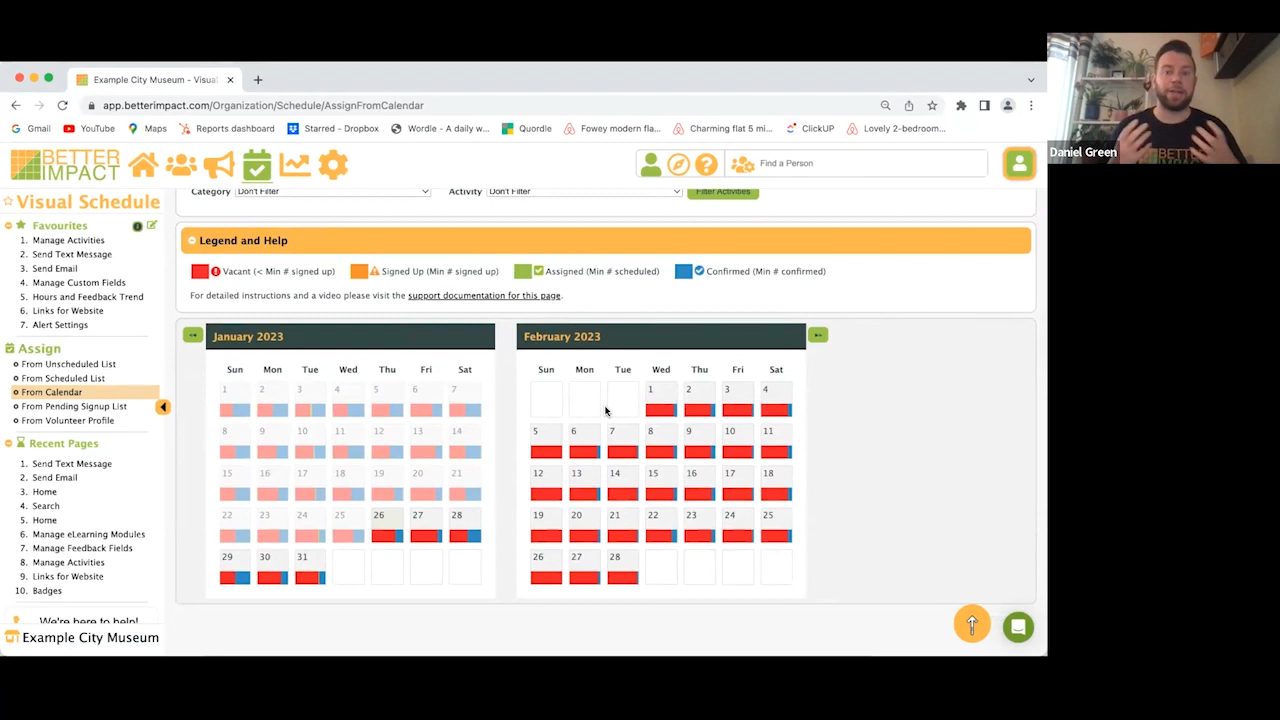 Example City Museum - Visua
app.betterimpact.com/Organization/Schedule/AssignFromCalendar
Gmail YouTube Maps Reports dashboard Starred - Dropbox Wordle - A daily w... Quordle Fowey modern fla... Charming flat 5 mi... ClickUP Lovely 2-bedroom...
Daniel Green
BETTER
IMPACT
Find a Person
Visual Schedule
Favourites
1. Manage Activities
2. Send Text Message
3. Send Email
4. Manage Custom Fields
5. Hours and Feedback Trend
6. Links for Website
7. Alert Settings
Assign
From Unscheduled List
From Scheduled List
From Calendar
From Pending Signup List
From Volunteer Profile
Recent Pages
1. Send Text Message
2. Send Email
3. Home
4. Search
5. Home
6. Manage eLearning Modules
7. Manage Feedback Fields
8. Manage Activities
9. Links for Website
10. Badges
We're here to help!
Example City Museum
Category Don't Filter Activity Don't Filter Filter Activities
Legend and Help
Vacant (< Min # signed up) Signed Up (Min # signed up) Assigned (Min # scheduled) Confirmed (Min # confirmed)
For detailed instructions and a video please visit the support documentation for this page.
January 2023
Sun Mon Tue Wed Thu Fri Sat
1 2 3 4 5 6 7
8 9 10 11 12 13 14
15 16 17 18 19 20 21
22 23 24 25 26 27 28
29 30 31
February 2023
Sun Mon Tue Wed Thu Fri Sat
1 2 3 4
5 6 7 8 9 10 11
12 13 14 15 16 17 18
19 20 21 22 23 24 25
26 27 28